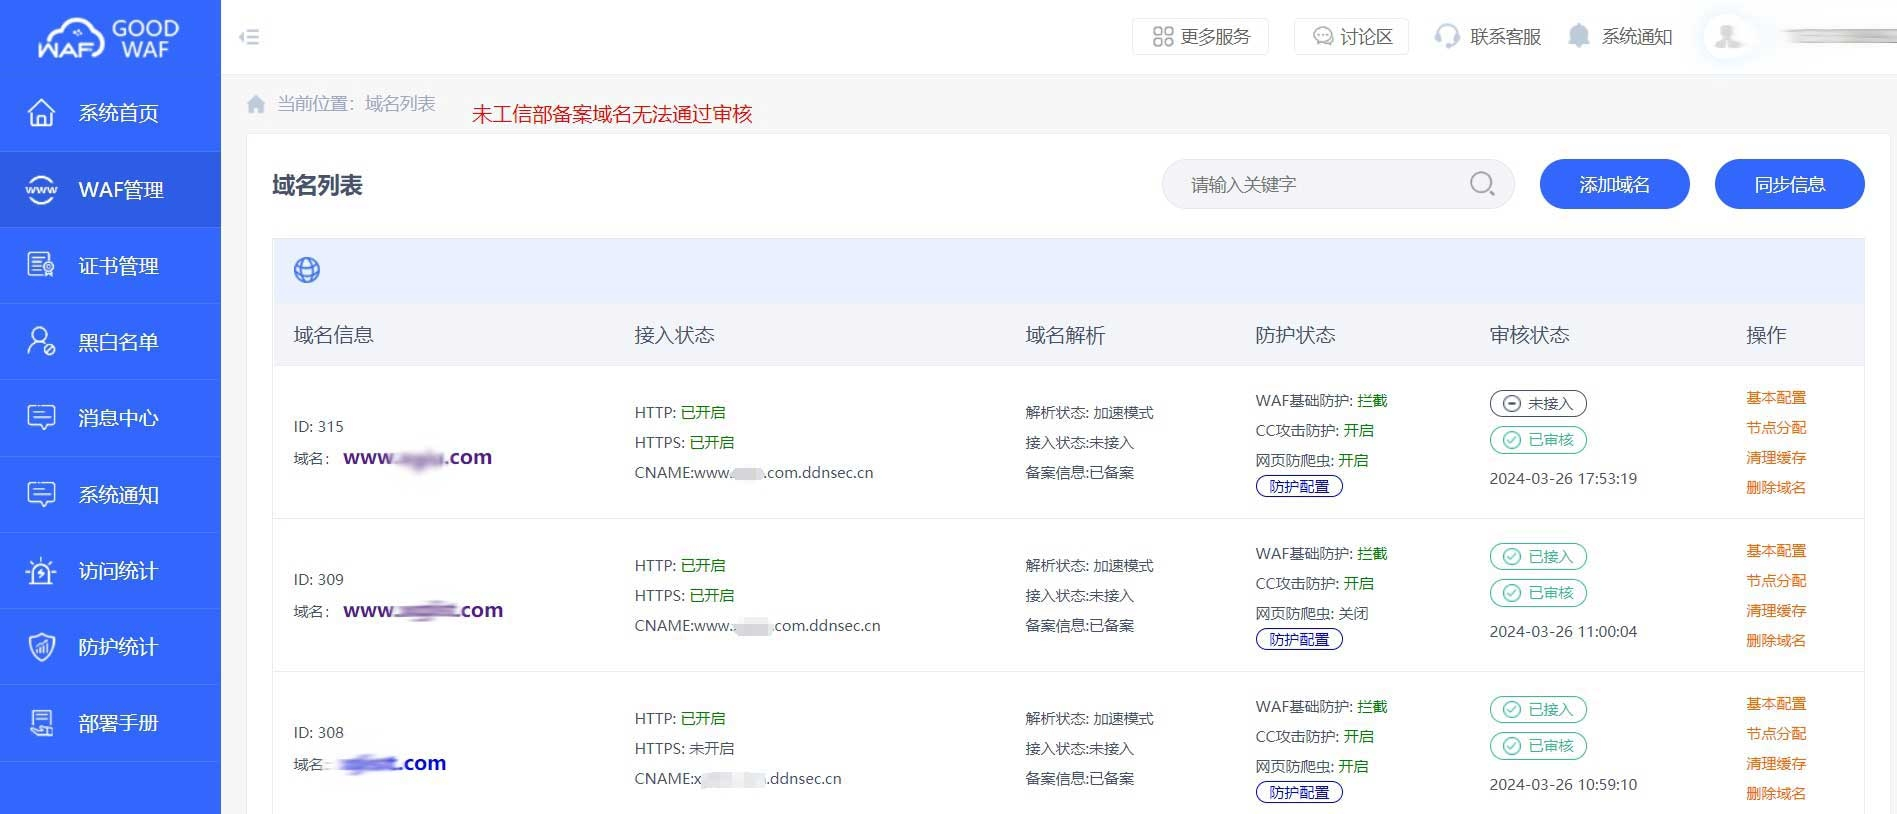 GOOD
WAF
WAF
系统首页
WAF管理
证书管理
黑白名单
消息中心
系统通知
访问统计
防护统计
部署手册
更多服务
讨论区
联系客服
系统通知
当前位置：域名列表
未工信部备案域名无法通过审核
域名列表
请输入关键字
添加域名
同步信息
域名信息 接入状态 域名解析 防护状态 审核状态 操作
ID: 315
域名： www. .com
HTTP: 已开启
HTTPS: 已开启
CNAME:www. .com.ddnsec.cn
解析状态: 加速模式
接入状态:未接入
备案信息:已备案
WAF基础防护: 拦截
CC攻击防护: 开启
网页防爬虫: 开启
防护配置
未接入
已审核
2024-03-26 17:53:19
基本配置
节点分配
清理缓存
删除域名
ID: 309
域名： www. .com
HTTP: 已开启
HTTPS: 已开启
CNAME:www. .com.ddnsec.cn
解析状态: 加速模式
接入状态:未接入
备案信息:已备案
WAF基础防护: 拦截
CC攻击防护: 开启
网页防爬虫: 关闭
防护配置
已接入
已审核
2024-03-26 11:00:04
基本配置
节点分配
清理缓存
删除域名
ID: 308
域名 .com
HTTP: 已开启
HTTPS: 未开启
CNAME:x .ddnsec.cn
解析状态: 加速模式
接入状态:未接入
备案信息:已备案
WAF基础防护: 拦截
CC攻击防护: 开启
网页防爬虫: 开启
防护配置
已接入
已审核
2024-03-26 10:59:10
基本配置
节点分配
清理缓存
删除域名